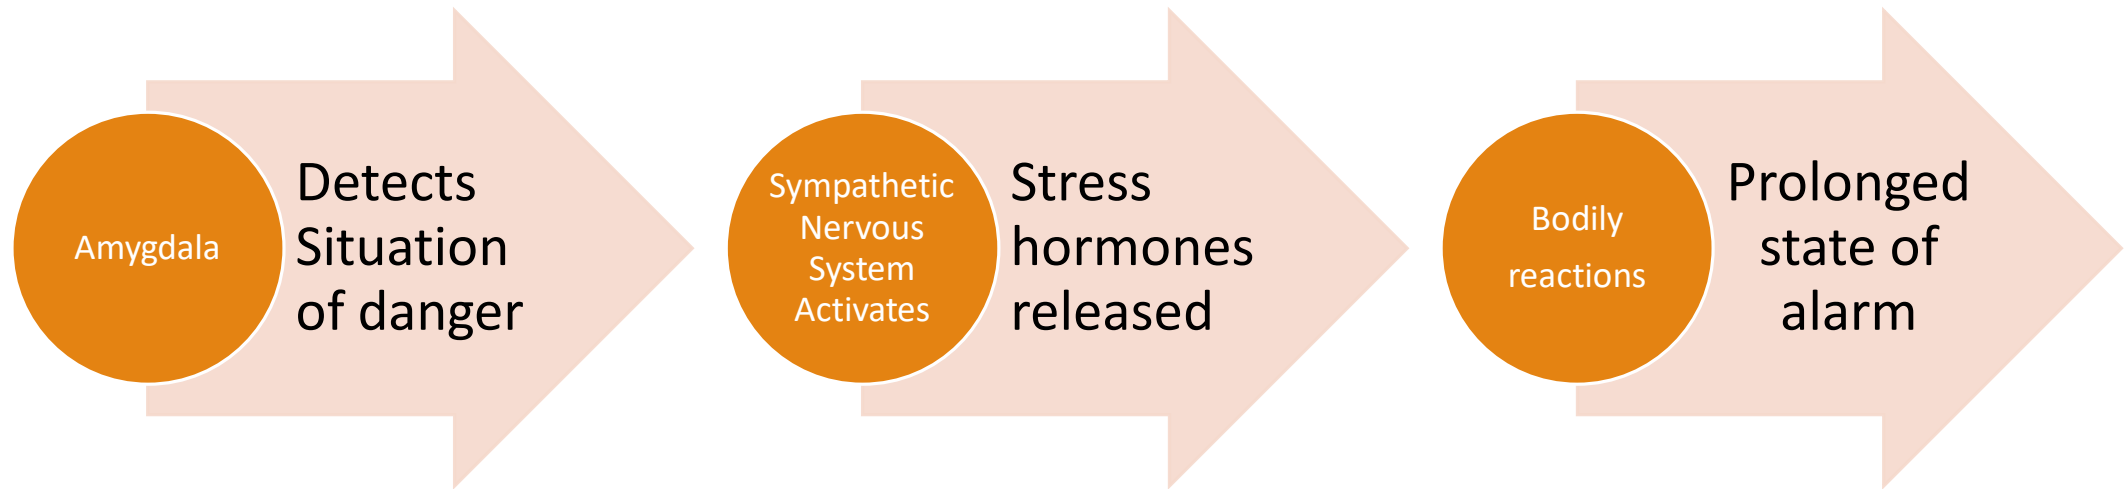 Amygdala
Detects
Situation
of danger
Sympathetic
Nervous
System
Activates
Stress
hormones
released
Bodily
reactions
Prolonged
state of
alarm